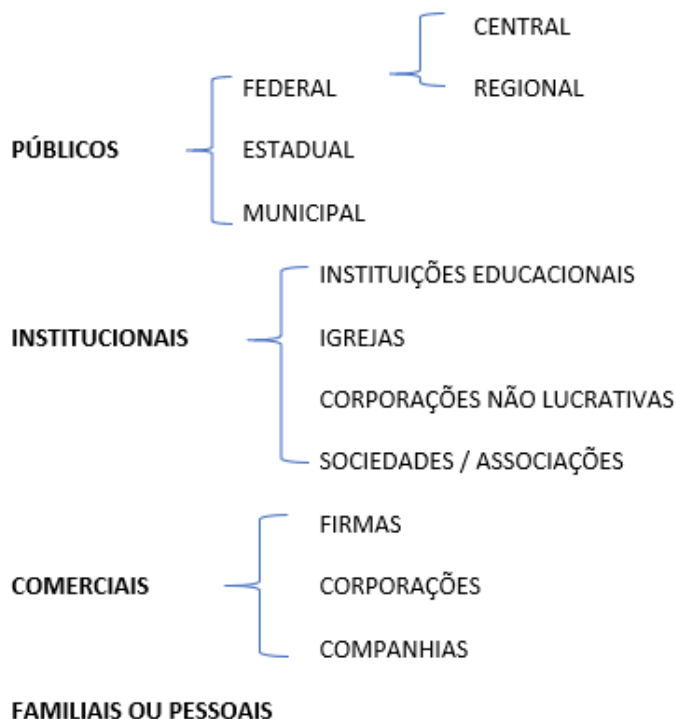 CENTRAL
FEDERAL
REGIONAL
PÚBLICOS
ESTADUAL
MUNICIPAL
INSTITUIÇÕES EDUCACIONAIS
INSTITUCIONAIS
IGREJAS
CORPORAÇÕES NÃO LUCRATIVAS
SOCIEDADES / ASSOCIAÇÕES
FIRMAS
COMERCIAIS
CORPORAÇÕES
COMPANHIAS
FAMILIAIS OU PESSOAIS